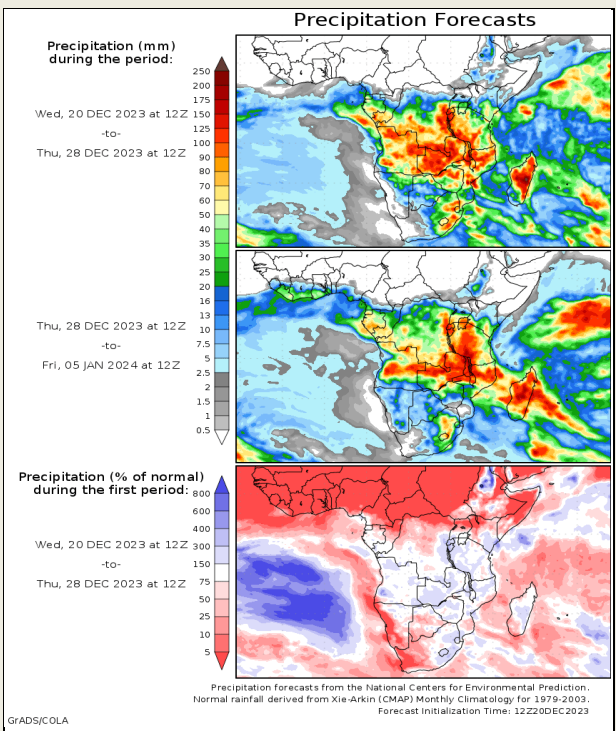 Precipitation Forecasts
Precipitation (mm)
during the period:
Wed, 20 DEC 2023 at 12Z
-to-
Thu, 28 DEC 2023 at 12Z
250
200
175
150
125
100
90
80
70
60
50
40
35
30
25
20
16
13
10
7.5
5
2.5
2
1.5
1
0.5
Thu, 28 DEC 2023 at 12Z
-to-
Fri, 05 JAN 2024 at 12Z
Precipitation (% of normal)
during the first period:
Wed, 20 DEC 2023 at 12Z
-to-
Thu, 28 DEC 2023 at 12Z
800
600
400
300
150
75
50
25
10
5
Precipitation forecasts from the National Centers for Environmental Prediction.
Normal rainfall derived from Xie-Arkin (CMAP) Monthly Climatology for 1979-2003.
Forecast Initialization Time: 12Z20DEC2023
GrADS/COLA